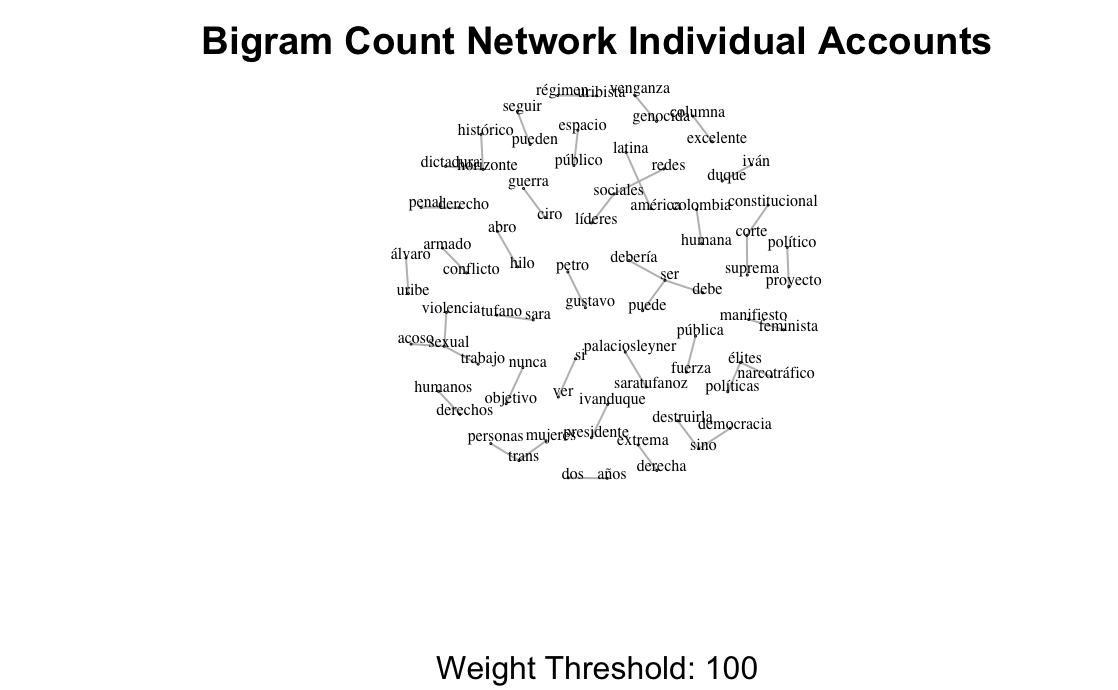 Bigram Count Network Individual Accounts
régimen uribista venganza
seguir genocida columna
histórico pueden espacio excelente
dictadura horizonte público latina redes iván
guerra duque
penal derecho ciro sociales américa colombia constitucional
abro líderes humana corte
álvaro armado conflicto hilo petro debería ser suprema político
uribe gustavo puede debe proyecto
violencia tufano sara manifiesto
acoso sexual pública feminista
trabajo nunca si palaciosleyner élites
humanos objetivo ver saratufanoz fuerza políticas narcotráfico
derechos ivanduque destruirla democracia
personas mujeres presidente extrema sino
trans derecha
dos años
Weight Threshold: 100